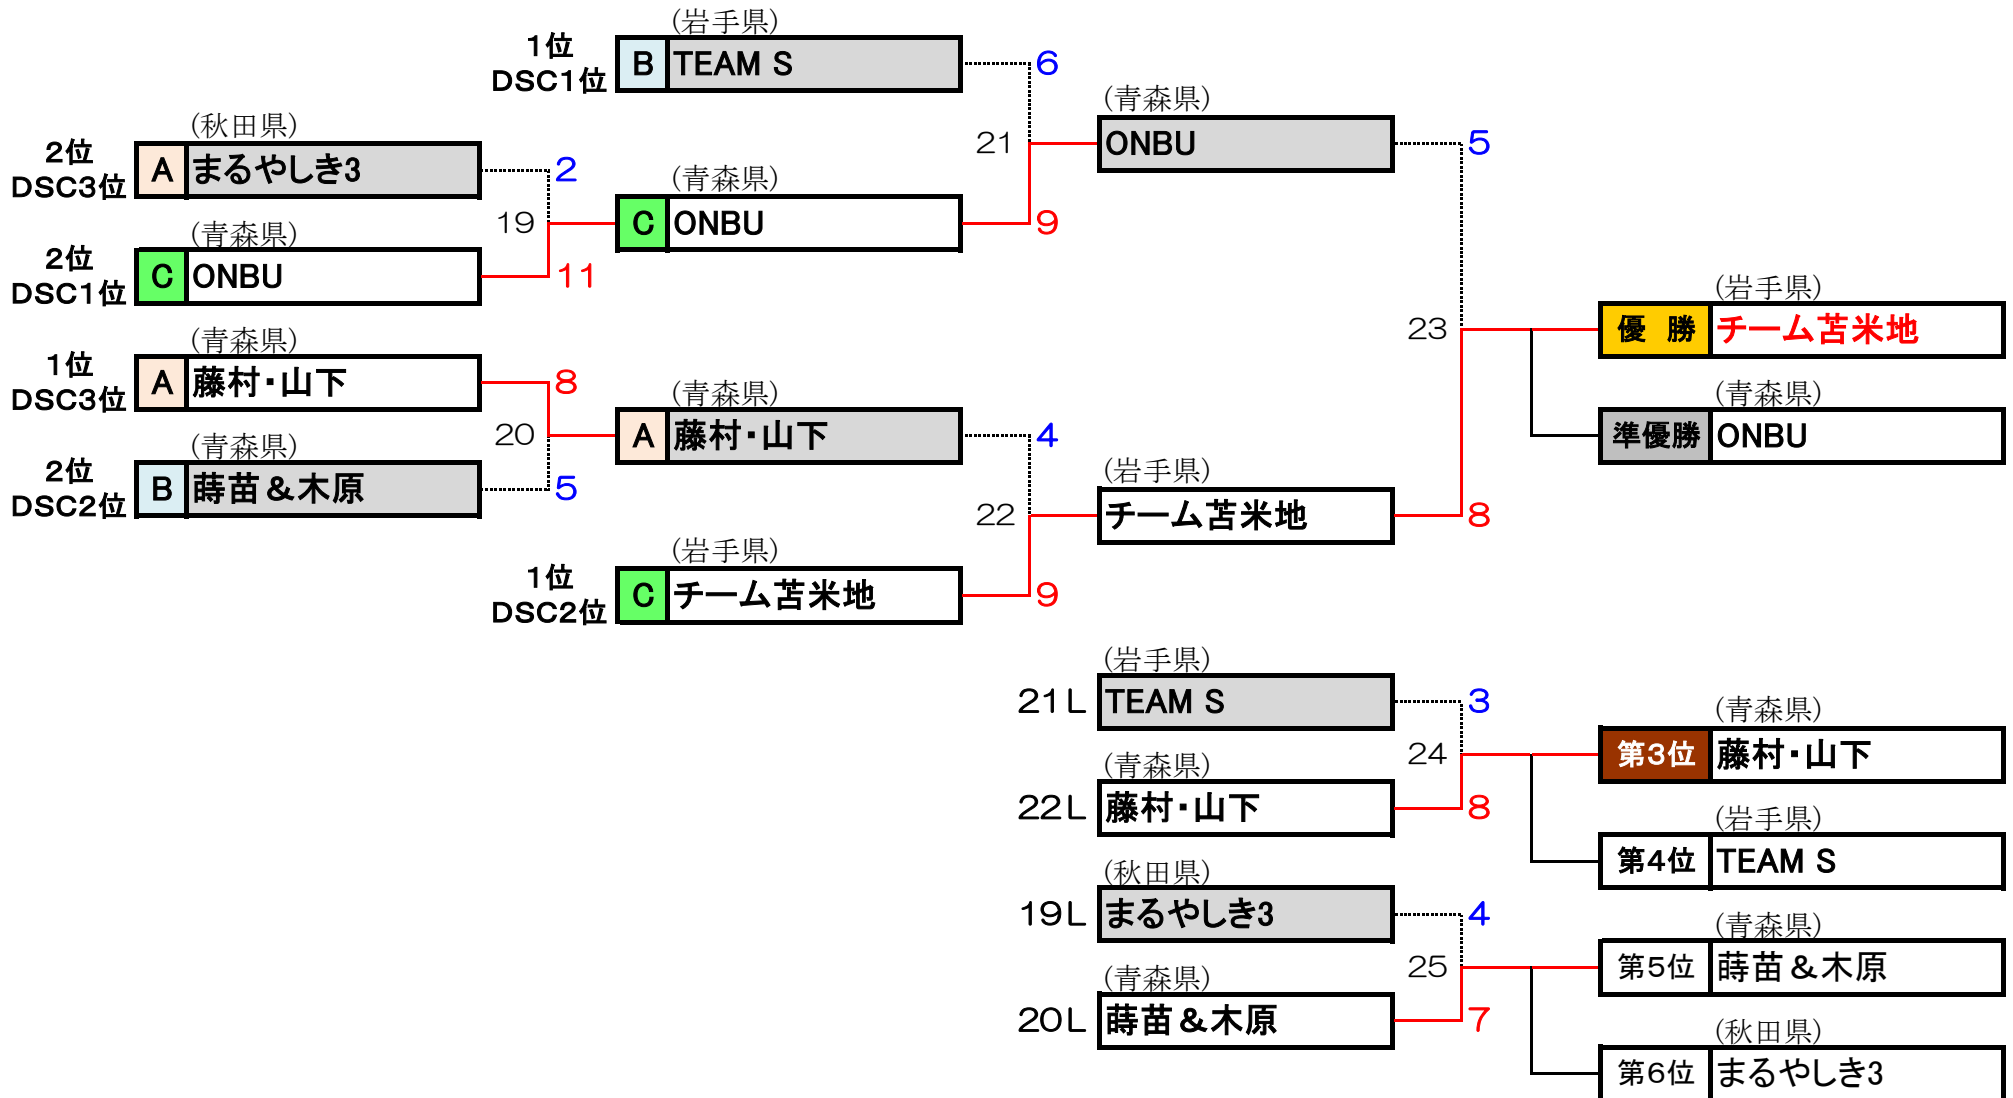 (岩手県)
1位
DSC1位
B TEAM S
6
(秋田県)
2位
DSC3位
A まるやしき3
2
19
(青森県)
2位
DSC1位
C ONBU
11
(青森県)
C ONBU
9
21
(青森県)
ONBU
5
(青森県)
1位
DSC3位
A 藤村・山下
8
20
(青森県)
2位
DSC2位
B 蒔苗&木原
5
(青森県)
A 藤村・山下
4
22
(岩手県)
1位
DSC2位
C チーム苫米地
9
(岩手県)
チーム苫米地
8
23
(岩手県)
優 勝 チーム苫米地
(青森県)
準優勝 ONBU
(岩手県)
21L TEAM S
3
24
(青森県)
22L 藤村・山下
8
(青森県)
第3位 藤村・山下
(岩手県)
第4位 TEAM S
(秋田県)
19L まるやしき3
4
25
(青森県)
20L 蒔苗&木原
7
(青森県)
第5位 蒔苗&木原
(秋田県)
第6位 まるやしき3